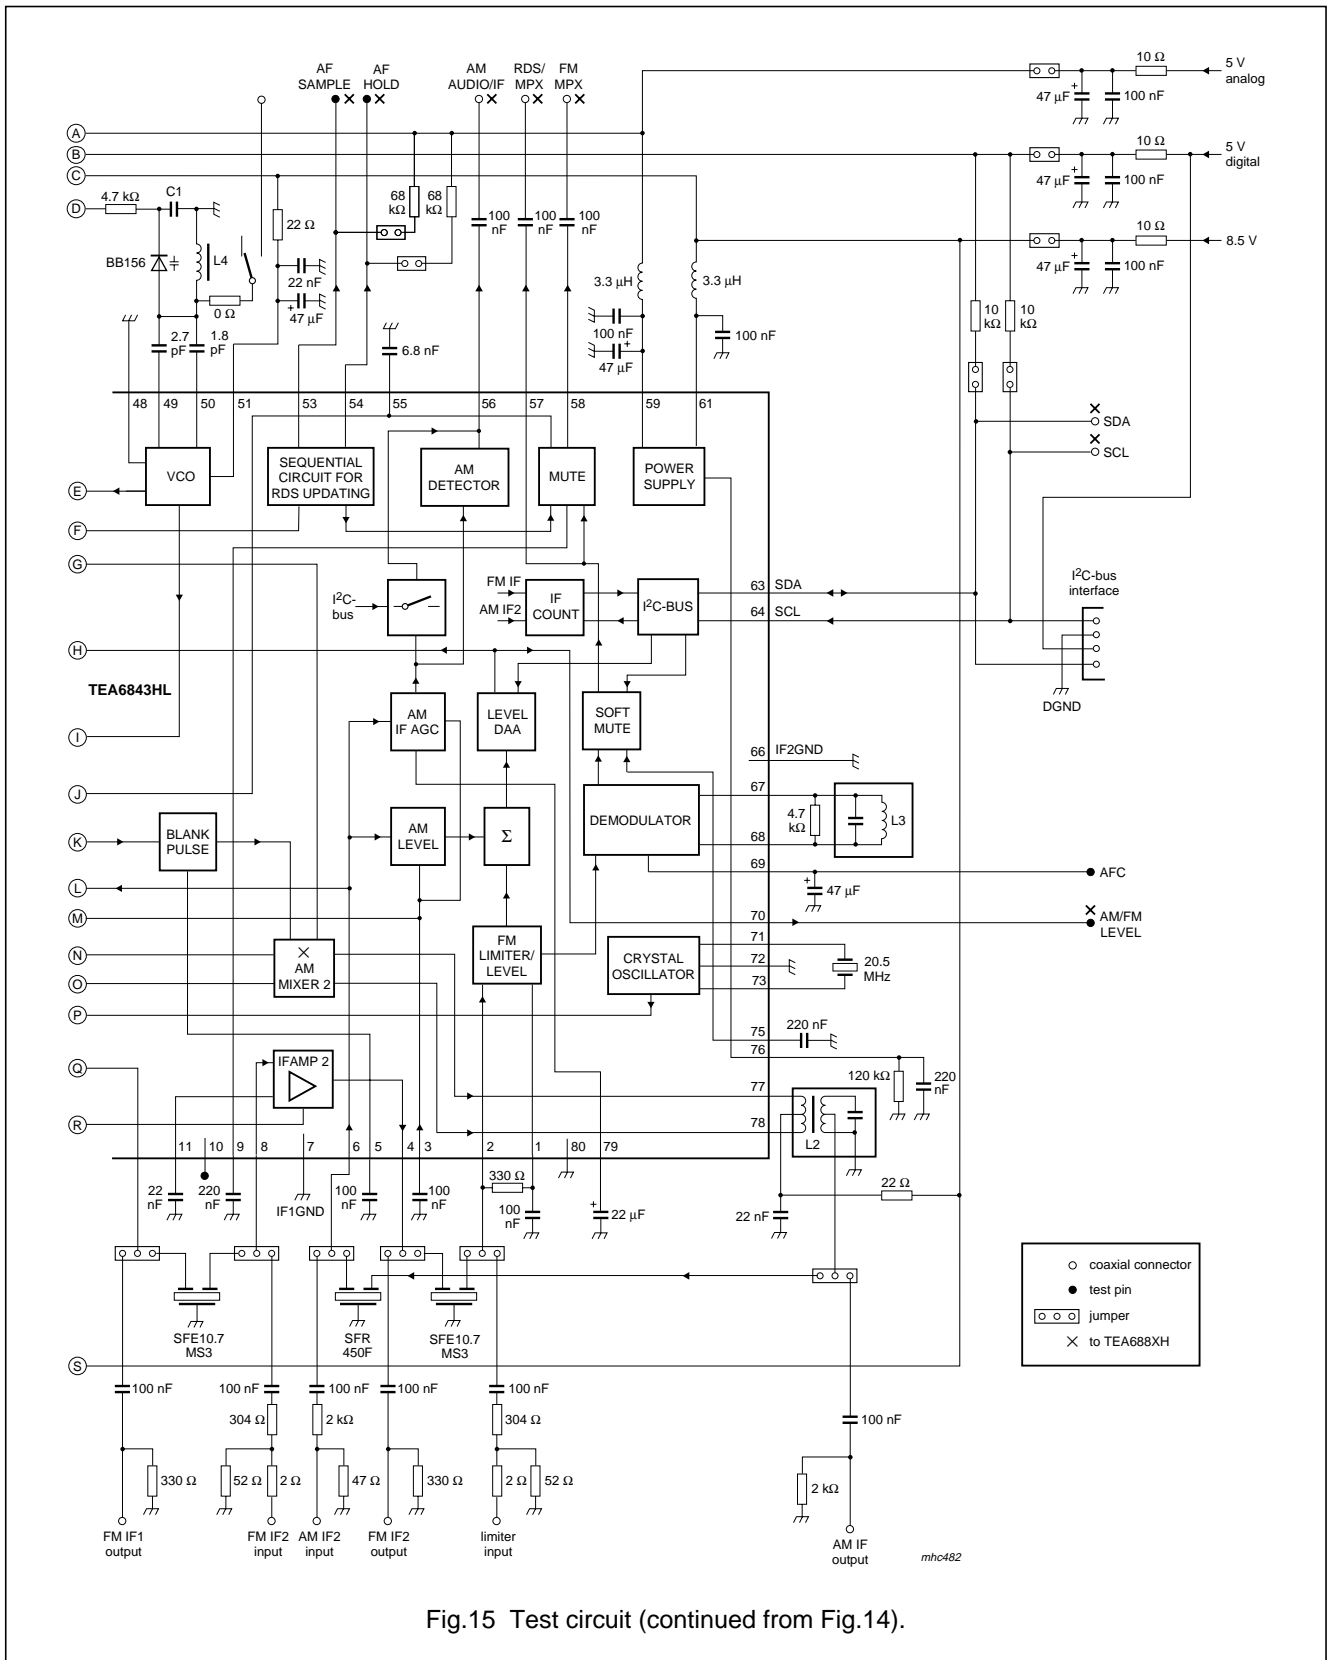 AF
SAMPLE
AF
HOLD
AM
AUDIO/IF
RDS/
MPX
FM
MPX
10 Ω
5 V
analog
47 μF
+
100 nF
A
B
10 Ω
5 V
digital
47 μF
+
100 nF
C
D
4.7 kΩ
C1
22 Ω
68
kΩ
68
kΩ
100
nF
100
nF
100
nF
10 Ω
8.5 V
47 μF
+
100 nF
BB156
L4
22 nF
0 Ω
+
47 μF
3.3 μH
3.3 μH
10
kΩ
10
kΩ
2.7
pF
1.8
pF
6.8 nF
100
nF
+
47 μF
100 nF
48
49
50
51
53
54
55
56
57
58
59
61
SDA
SCL
VCO
SEQUENTIAL
CIRCUIT FOR
RDS UPDATING
AM
DETECTOR
MUTE
POWER
SUPPLY
E
F
G
I2C-
bus
FM IF
AM IF2
IF
COUNT
I2C-BUS
63
SDA
64
SCL
I2C-bus
interface
DGND
H
TEA6843HL
AM
IF AGC
LEVEL
DAA
SOFT
MUTE
I
66
IF2GND
J
67
DEMODULATOR
4.7
kΩ
L3
68
K
BLANK
PULSE
AM
LEVEL
Σ
69
AFC
+
47 μF
L
M
70
AM/FM
LEVEL
N
AM
MIXER 2
FM
LIMITER/
LEVEL
CRYSTAL
OSCILLATOR
71
72
73
20.5
MHz
O
P
75
220 nF
76
Q
IFAMP 2
120 kΩ
220
nF
77
R
78
L2
11
10
9
8
7
6
5
4
3
2
1
80
79
22
nF
220
nF
IF1GND
100
nF
100
nF
330 Ω
100
nF
+
22 μF
22 nF
22 Ω
SFE10.7
MS3
SFR
450F
SFE10.7
MS3
coaxial connector
test pin
jumper
to TEA688XH
S
100 nF
100 nF
100 nF
100 nF
100 nF
100 nF
304 Ω
2 kΩ
304 Ω
330 Ω
52 Ω
2 Ω
47 Ω
330 Ω
2 Ω
52 Ω
2 kΩ
FM IF1
output
FM IF2
input
AM IF2
input
FM IF2
output
limiter
input
AM IF
output
mhc482
Fig.15 Test circuit (continued from Fig.14).